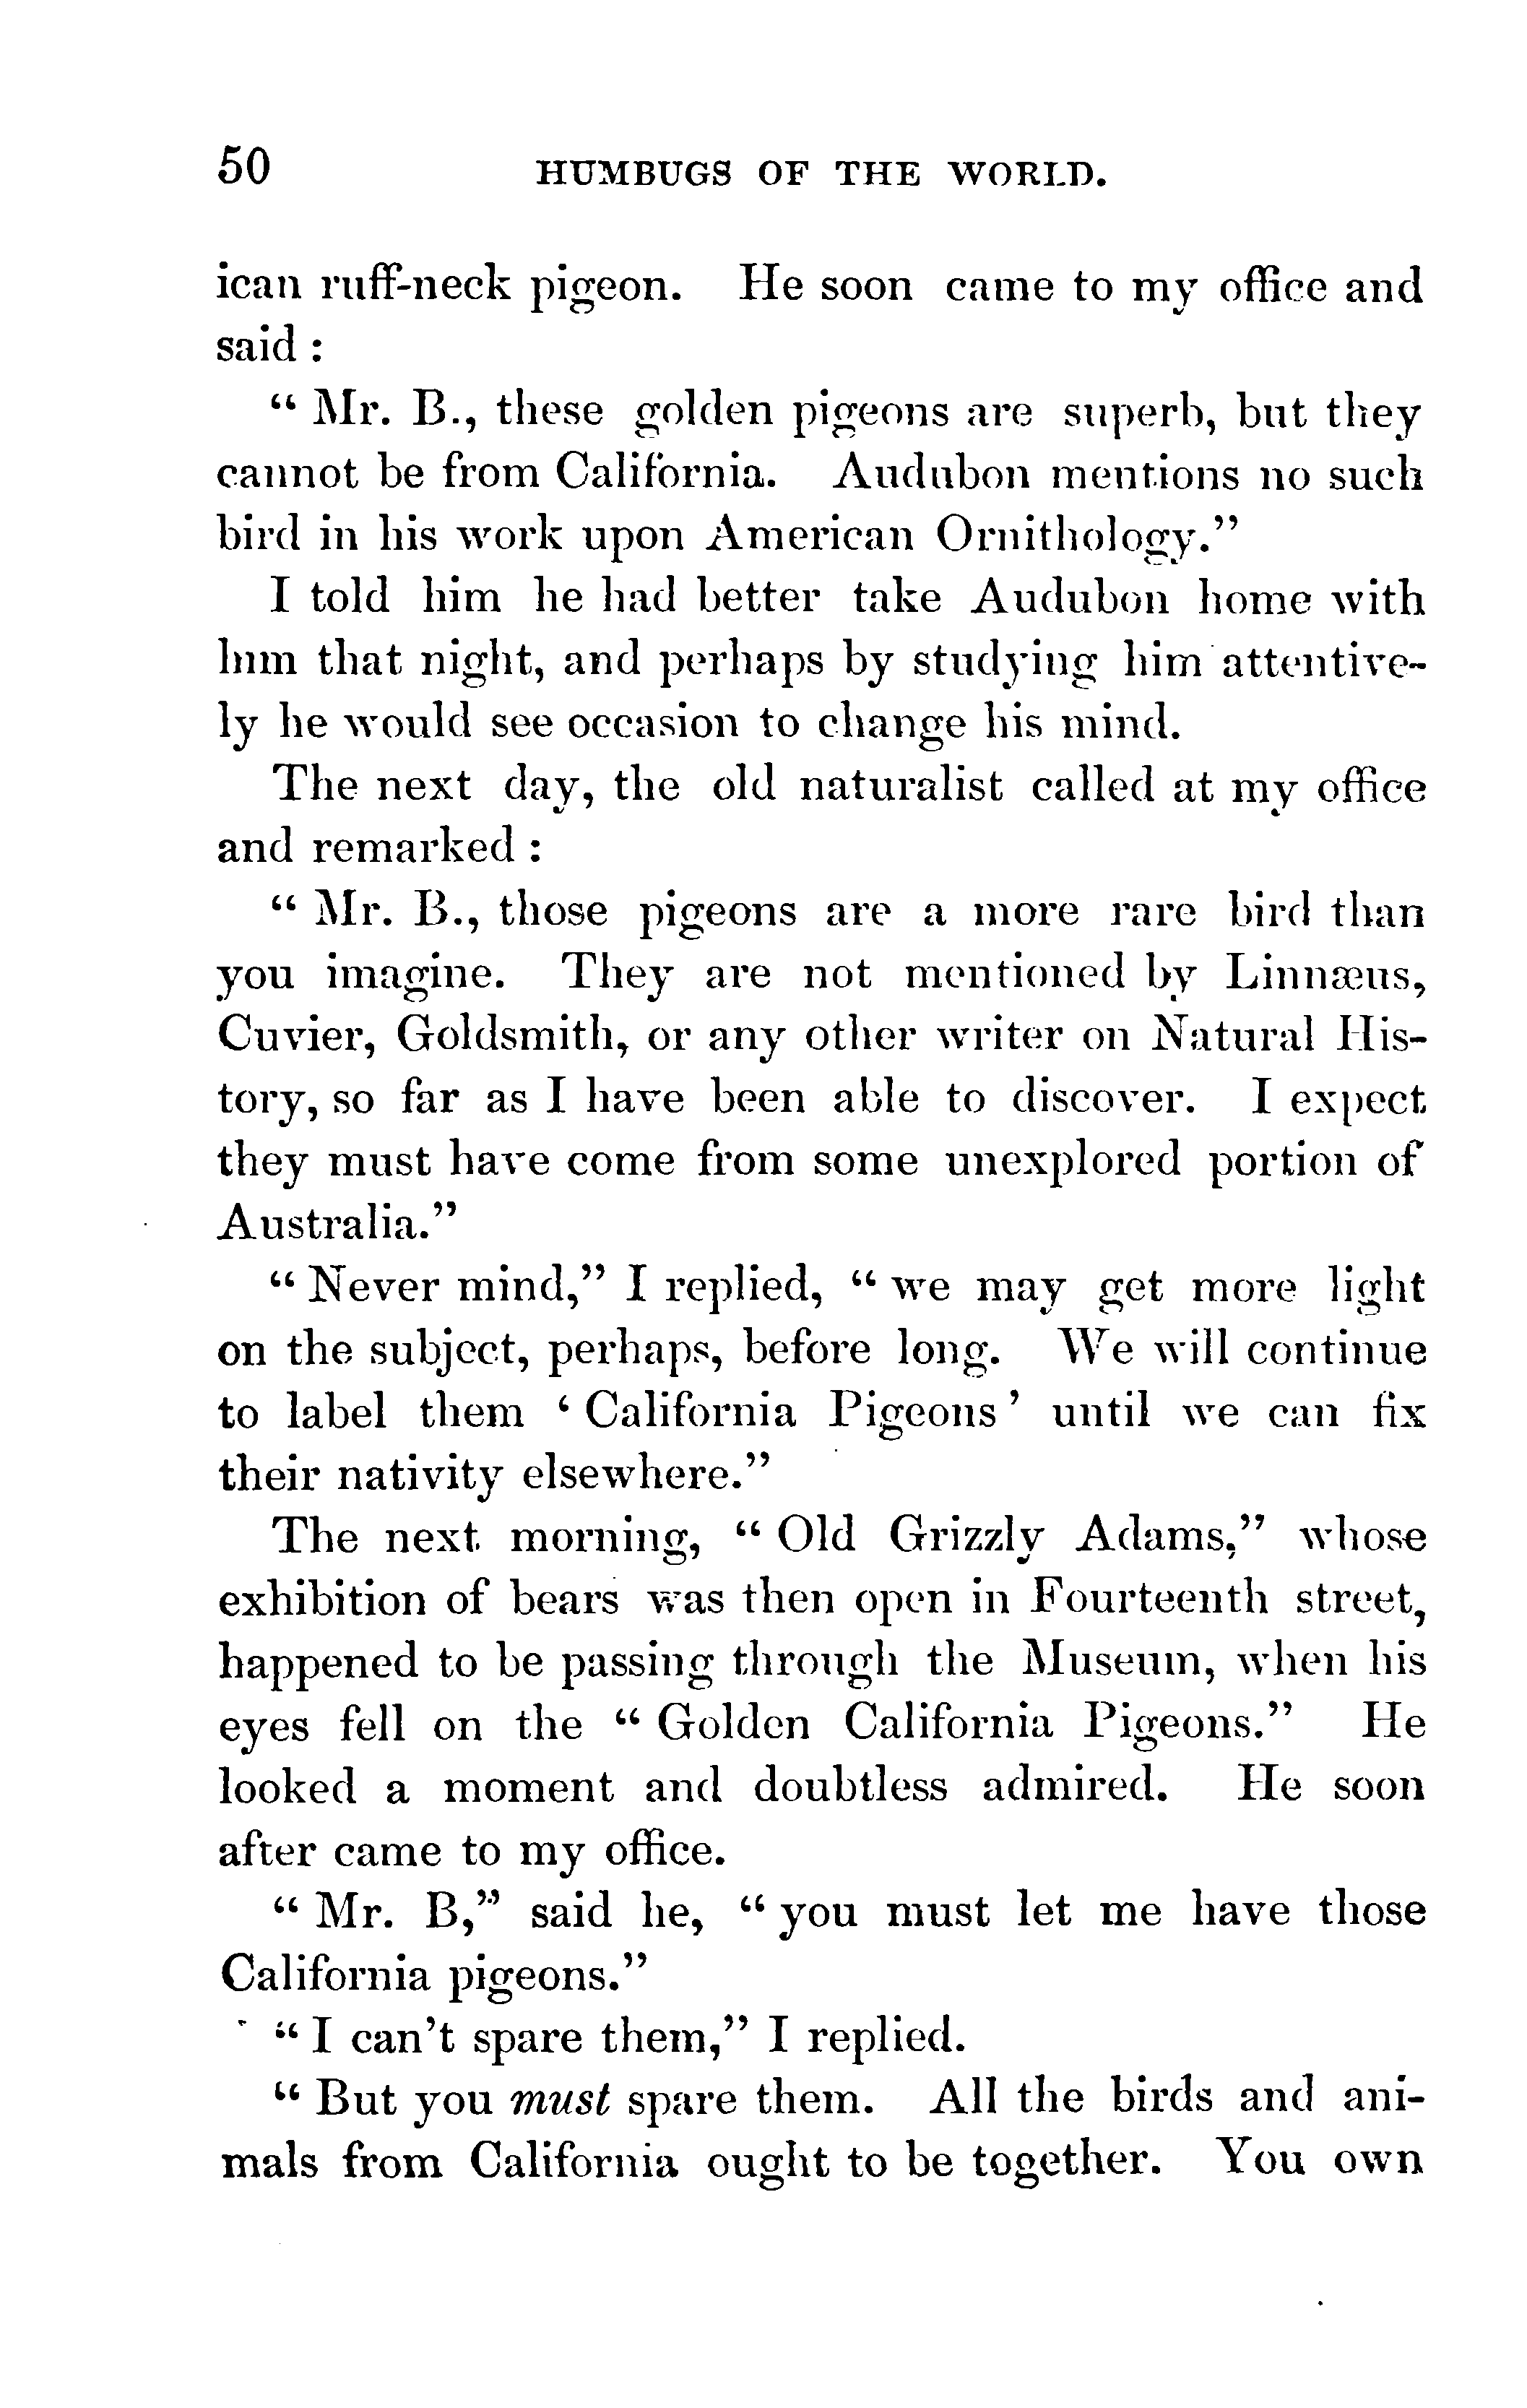 50 HUMBUGS OF THE WORLD.
ican ruff-neck pigeon. He soon came to my office and
said :
“ Mr. B., these golden pigeons are superb, but they
cannot be from California. Audubon mentions no such
bird in his work upon American Ornithology.”
I told him he had better take Audubon home with
him that night, and perhaps by studying him attentive-
ly he would see occasion to change his mind.
The next day, the old naturalist called at my office
and remarked :
“ Mr. B., those pigeons are a more rare bird than
you imagine. They are not mentioned by Linnæus,
Cuvier, Goldsmith, or any other writer on Natural His-
tory, so far as I have been able to discover. I expect
they must have come from some unexplored portion of
Australia.”
“ Never mind,” I replied, “ we may get more light
on the subject, perhaps, before long. We will continue
to label them ‘ California Pigeons ’ until we can fix
their nativity elsewhere.”
The next morning, “ Old Grizzly Adams,” whose
exhibition of bears was then open in Fourteenth street,
happened to be passing through the Museum, when his
eyes fell on the “ Golden California Pigeons.” He
looked a moment and doubtless admired. He soon
after came to my office.
“ Mr. B,” said he, “ you must let me have those
California pigeons.”
“ I can’t spare them,” I replied.
“ But you must spare them. All the birds and ani-
mals from California ought to be together. You own